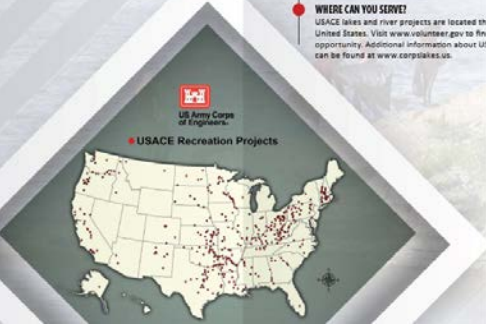 WHERE CAN YOU SERVE?
USACE lakes and river projects are located th
United States. Visit www.volunteer.gov to fin
opportunity. Additional information about US
can be found at www.corpslakes.us.
US Army Corps
of Engineers
USACE Recreation Projects